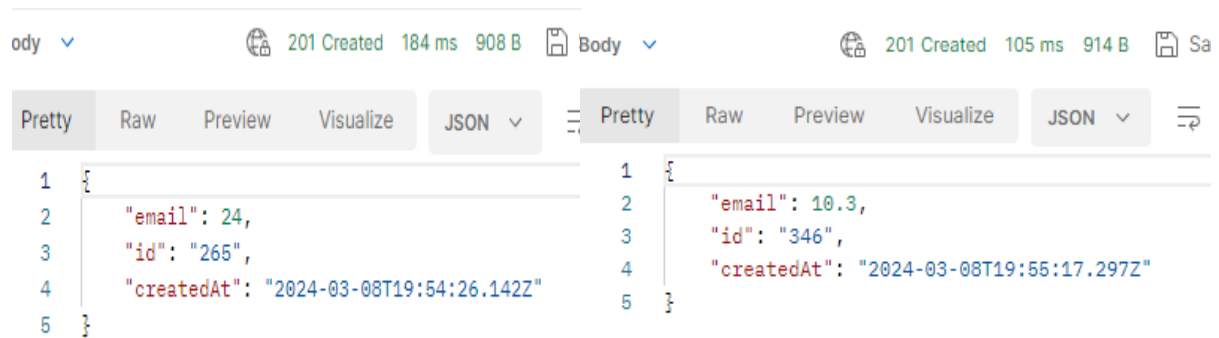 ody
201 Created 184 ms 908 B
Pretty Raw Preview Visualize JSON
1 {
2 "email": 24,
3 "id": "265",
4 "createdAt": "2024-03-08T19:54:26.142Z"
5 }
Body
201 Created 105 ms 914 B Sa
Pretty Raw Preview Visualize JSON
1 {
2 "email": 10.3,
3 "id": "346",
4 "createdAt": "2024-03-08T19:55:17.297Z"
5 }